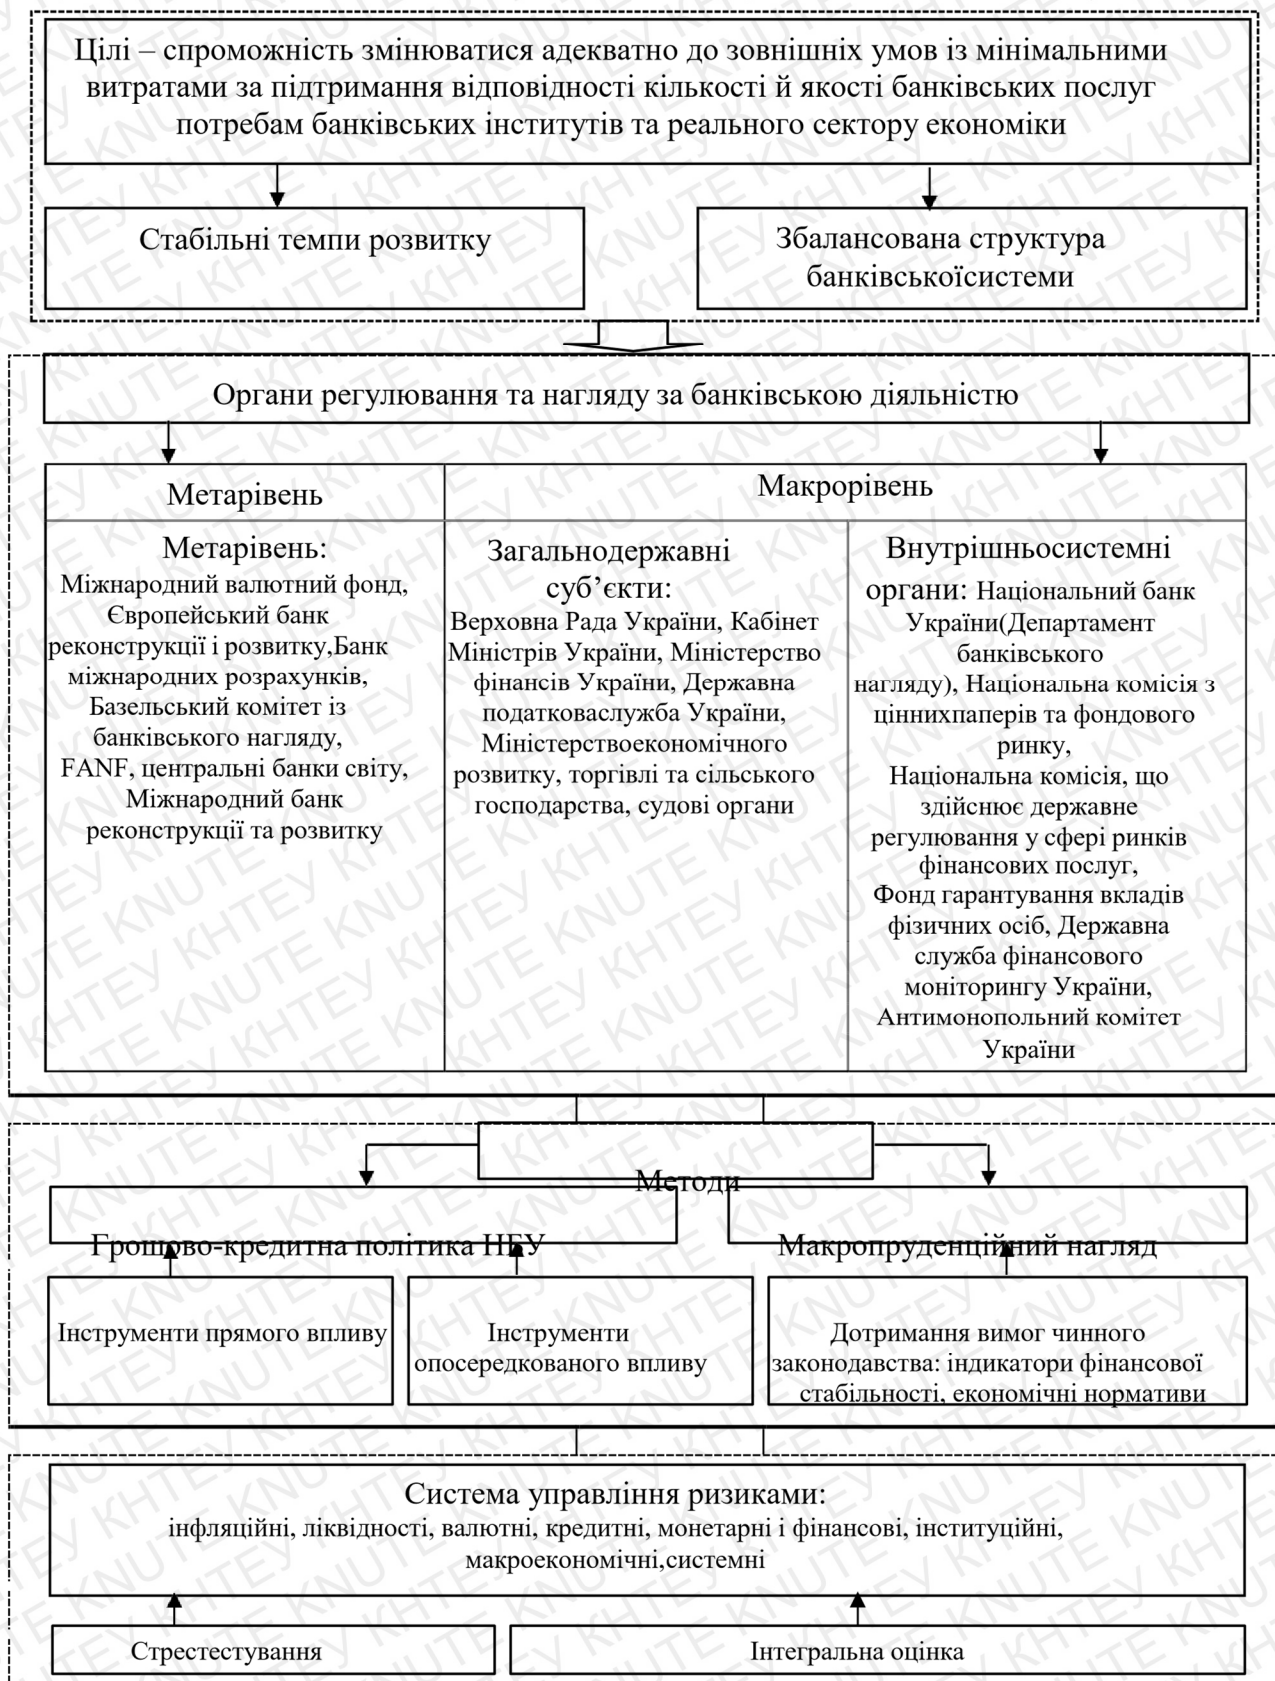 Цілі – спроможність змінюватися адекватно до зовнішніх умов із мінімальними
витратами за підтримання відповідності кількості й якості банківських послуг
потребам банківських інститутів та реального сектору економіки
Стабільні темпи розвитку
Збалансована структура
банківськоїсистеми
Органи регулювання та нагляду за банківською діяльністю
Метарівень
Макрорівень
Метарівень:
Міжнародний валютний фонд,
Європейський банк
реконструкції і розвитку,Банк
міжнародних розрахунків,
Базельський комітет із
банківського нагляду,
FANF, центральні банки світу,
Міжнародний банк
реконструкції та розвитку
Загальнодержавні
суб’єкти:
Верховна Рада України, Кабінет
Міністрів України, Міністерство
фінансів України, Державна
податковаслужба України,
Міністерствоекономічного
розвитку, торгівлі та сільського
господарства, судові органи
Внутрішньосистемні
органи: Національний банк
України(Департамент
банківського
нагляду), Національна комісія з
ціннихпаперів та фондового
ринку,
Національна комісія, що
здійснює державне
регулювання у сфері ринків
фінансових послуг,
Фонд гарантування вкладів
фізичних осіб, Державна
служба фінансового
моніторингу України,
Антимонопольний комітет
України
Методи
Грошово-кредитна політика НБУ
Макропруденційний нагляд
Інструменти прямого впливу
Інструменти
опосередкованого впливу
Дотримання вимог чинного
законодавства: індикатори фінансової
стабільності, економічні нормативи
Система управління ризиками:
інфляційні, ліквідності, валютні, кредитні, монетарні і фінансові, інституційні,
макроекономічні,системні
Стрестестування
Інтегральна оцінка